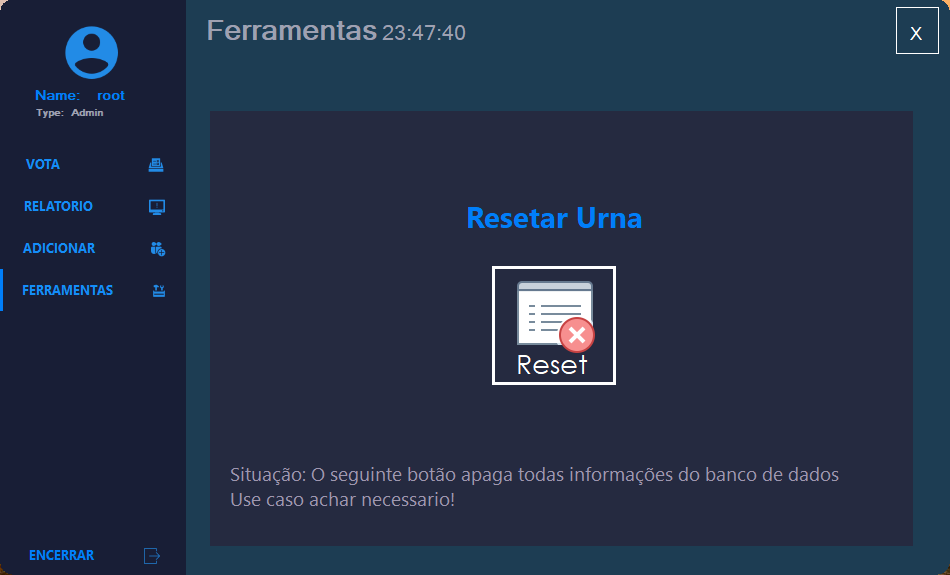 Ferramentas 23:47:40
X
Name: root
Type: Admin
VOTA
RELATORIO
ADICIONAR
FERRAMENTAS
ENCERRAR
Resetar Urna
Reset
Situação: O seguinte botão apaga todas informações do banco de dados
Use caso achar necessario!